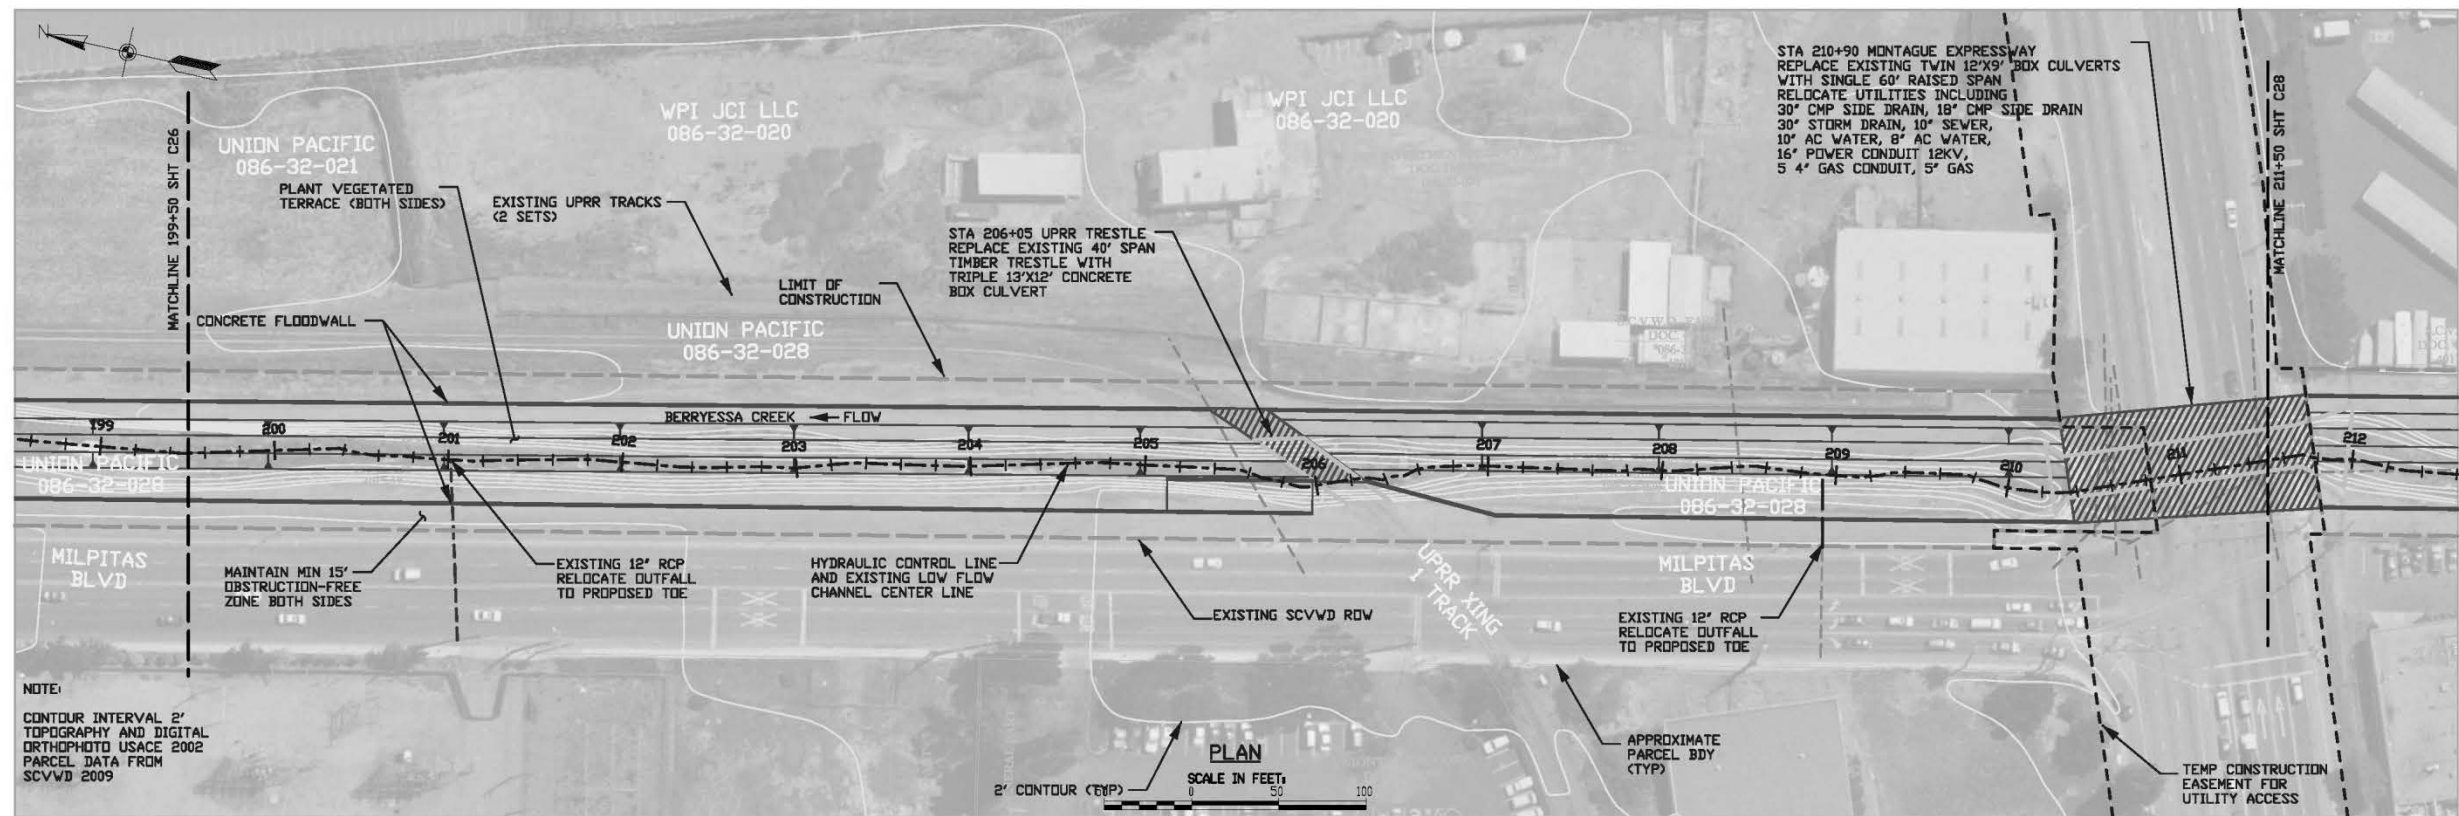 N
MATCHLINE 199+50 SHT C26
UNION PACIFIC
086-32-021
PLANT VEGETATED
TERRACE (BOTH SIDES)
EXISTING UPRR TRACKS
(2 SETS)
WPI JCI LLC
086-32-020
WPI JCI LLC
086-32-020
STA 210+90 MONTAGUE EXPRESSWAY
REPLACE EXISTING TWIN 12'X9' BOX CULVERTS
WITH SINGLE 60' RAISED SPAN
RELOCATE UTILITIES INCLUDING
30" CMP SIDE DRAIN, 18" CMP SIDE DRAIN
30" STORM DRAIN, 10" SEWER,
10" AC WATER, 8" AC WATER,
16" POWER CONDUIT 12KV,
5 4" GAS CONDUIT, 5" GAS
MATCHLINE 211+50 SHT C28
STA 206+05 UPRR TRESTLE
REPLACE EXISTING 40' SPAN
TIMBER TRESTLE WITH
TRIPLE 13'X12' CONCRETE
BOX CULVERT
LIMIT OF
CONSTRUCTION
CONCRETE FLOODWALL
UNION PACIFIC
086-32-028
BERRYESSA CREEK
FLOW
199
200
201
202
203
204
205
206
207
208
209
210
211
212
UNION PACIFIC
086-32-028
UNION PACIFIC
086-32-028
MILPITAS
BLVD
MAINTAIN MIN 15'
OBSTRUCTION-FREE
ZONE BOTH SIDES
EXISTING 12" RCP
RELOCATE OUTFALL
TO PROPOSED TOE
HYDRAULIC CONTROL LINE
AND EXISTING LOW FLOW
CHANNEL CENTER LINE
EXISTING SCVWD ROW
UPRR XING
1 TRACK
MILPITAS
BLVD
EXISTING 12" RCP
RELOCATE OUTFALL
TO PROPOSED TOE
APPROXIMATE
PARCEL BDY
(TYP)
TEMP CONSTRUCTION
EASEMENT FOR
UTILITY ACCESS
NOTE:
CONTOUR INTERVAL 2'
TOPOGRAPHY AND DIGITAL
ORTHOPHOTO USACE 2002
PARCEL DATA FROM
SCVWD 2009
2' CONTOUR (TYP)
PLAN
SCALE IN FEET:
0 50 100